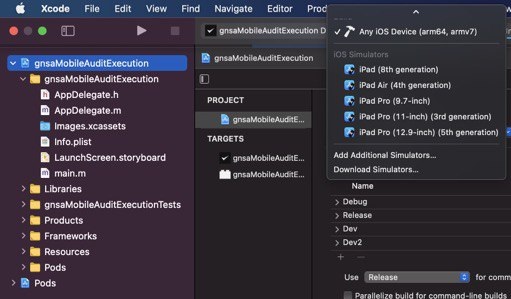 Xcode File Edit View Find Navigate Editor
gnsaMobileAuditExecution
gnsaMobileAuditExecution
gnsaMobileAuditExecution
AppDelegate.h
AppDelegate.m
Images.xcassets
Info.plist
LaunchScreen.storyboard
main.m
Libraries
gnsaMobileAuditExecutionTests
Products
Frameworks
Resources
Pods
Pods
gnsaMobileAuditExecution
PROJECT
gnsaMobileAuditE...
TARGETS
gnsaMobileAuditE...
gnsaMobileAuditE...
Any iOS Device (arm64, armv7)
iOS Simulators
iPad (8th generation)
iPad Air (4th generation)
iPad Pro (9.7-inch)
iPad Pro (11-inch) (3rd generation)
iPad Pro (12.9-inch) (5th generation)
Add Additional Simulators...
Download Simulators...
Name
Debug
Release
Dev
Dev2
+ −
Use Release for comm
Parallelize build for command-line builds